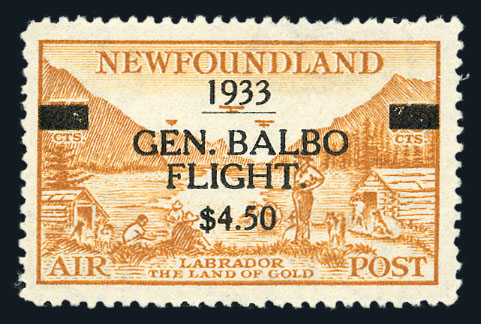 NEWFOUNDLAND
1933
CTS CTS
GEN. BALBO
FLIGHT.
$4.50
AIR LABRADOR POST
THE LAND OF GOLD